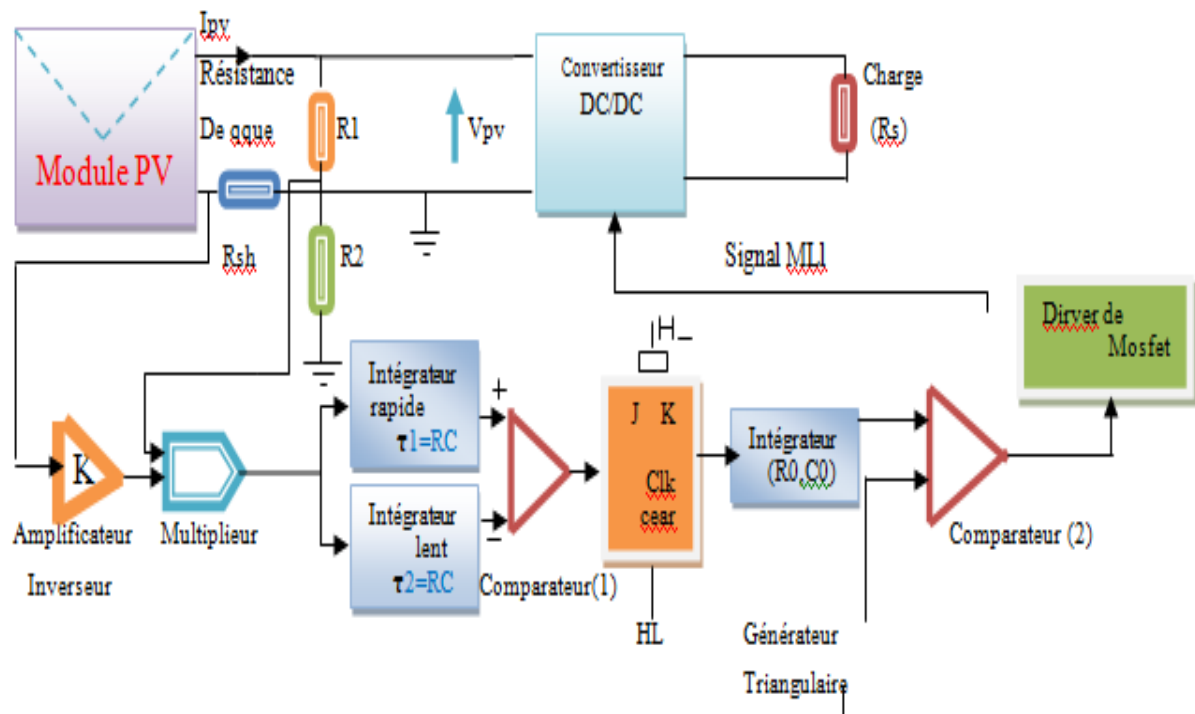 Ipv
Résistance
De qque
Module PV
R1
Vpv
Convertisseur
DC/DC
Charge
(Rs)
Rsh
R2
Signal MLI
Dirver de
Mosfet
H_
Intégrateur
rapide
τ1=RC
+
J K
Clk
cear
Intégrateur
(R0,C0)
K
Intégrateur
lent
τ2=RC
–
Amplificateur
Inverseur
Multiplieur
Comparateur(1)
Comparateur (2)
HL
Générateur
Triangulaire